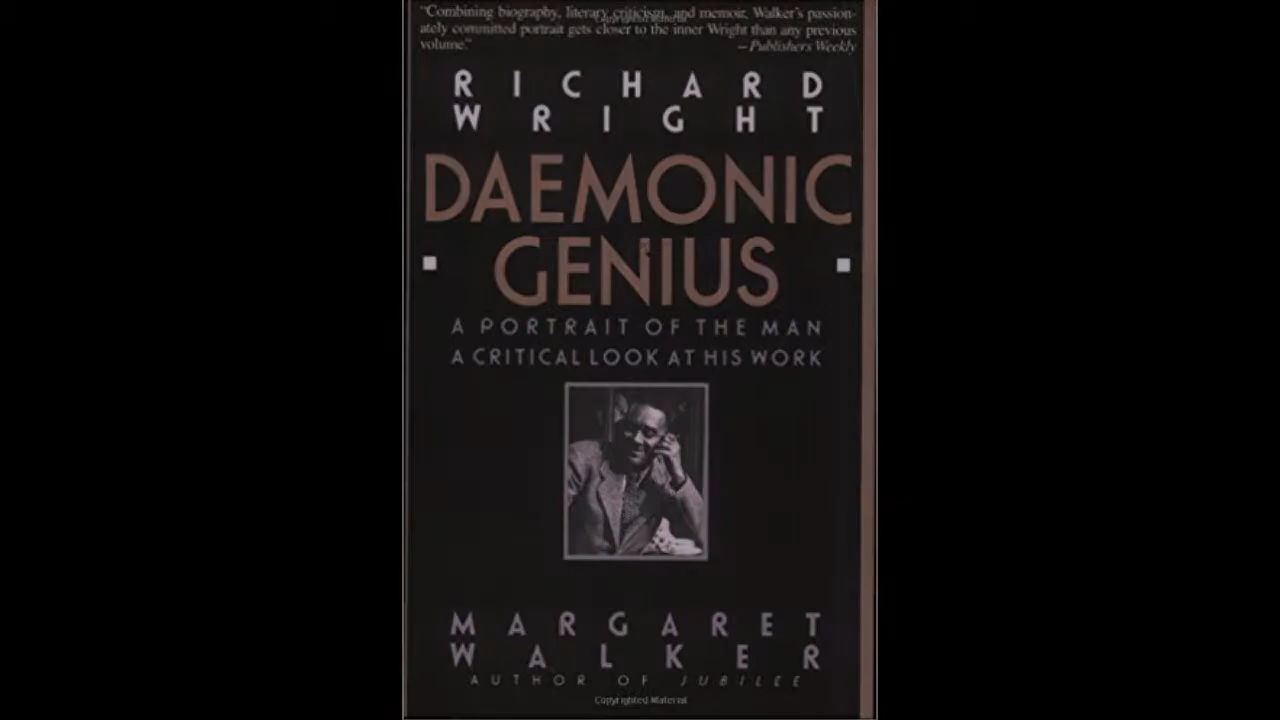 "Combining biography, literary criticism, and memoir, Walker's passion-
ately committed portrait gets closer to the inner Wright than any previous
volume."
—Publishers Weekly
RICHARD
WRIGHT
DAEMONIC
GENIUS
A PORTRAIT OF THE MAN
A CRITICAL LOOK AT HIS WORK
MARGARET
WALKER
AUTHOR OF JUBILEE
Copyrighted Material